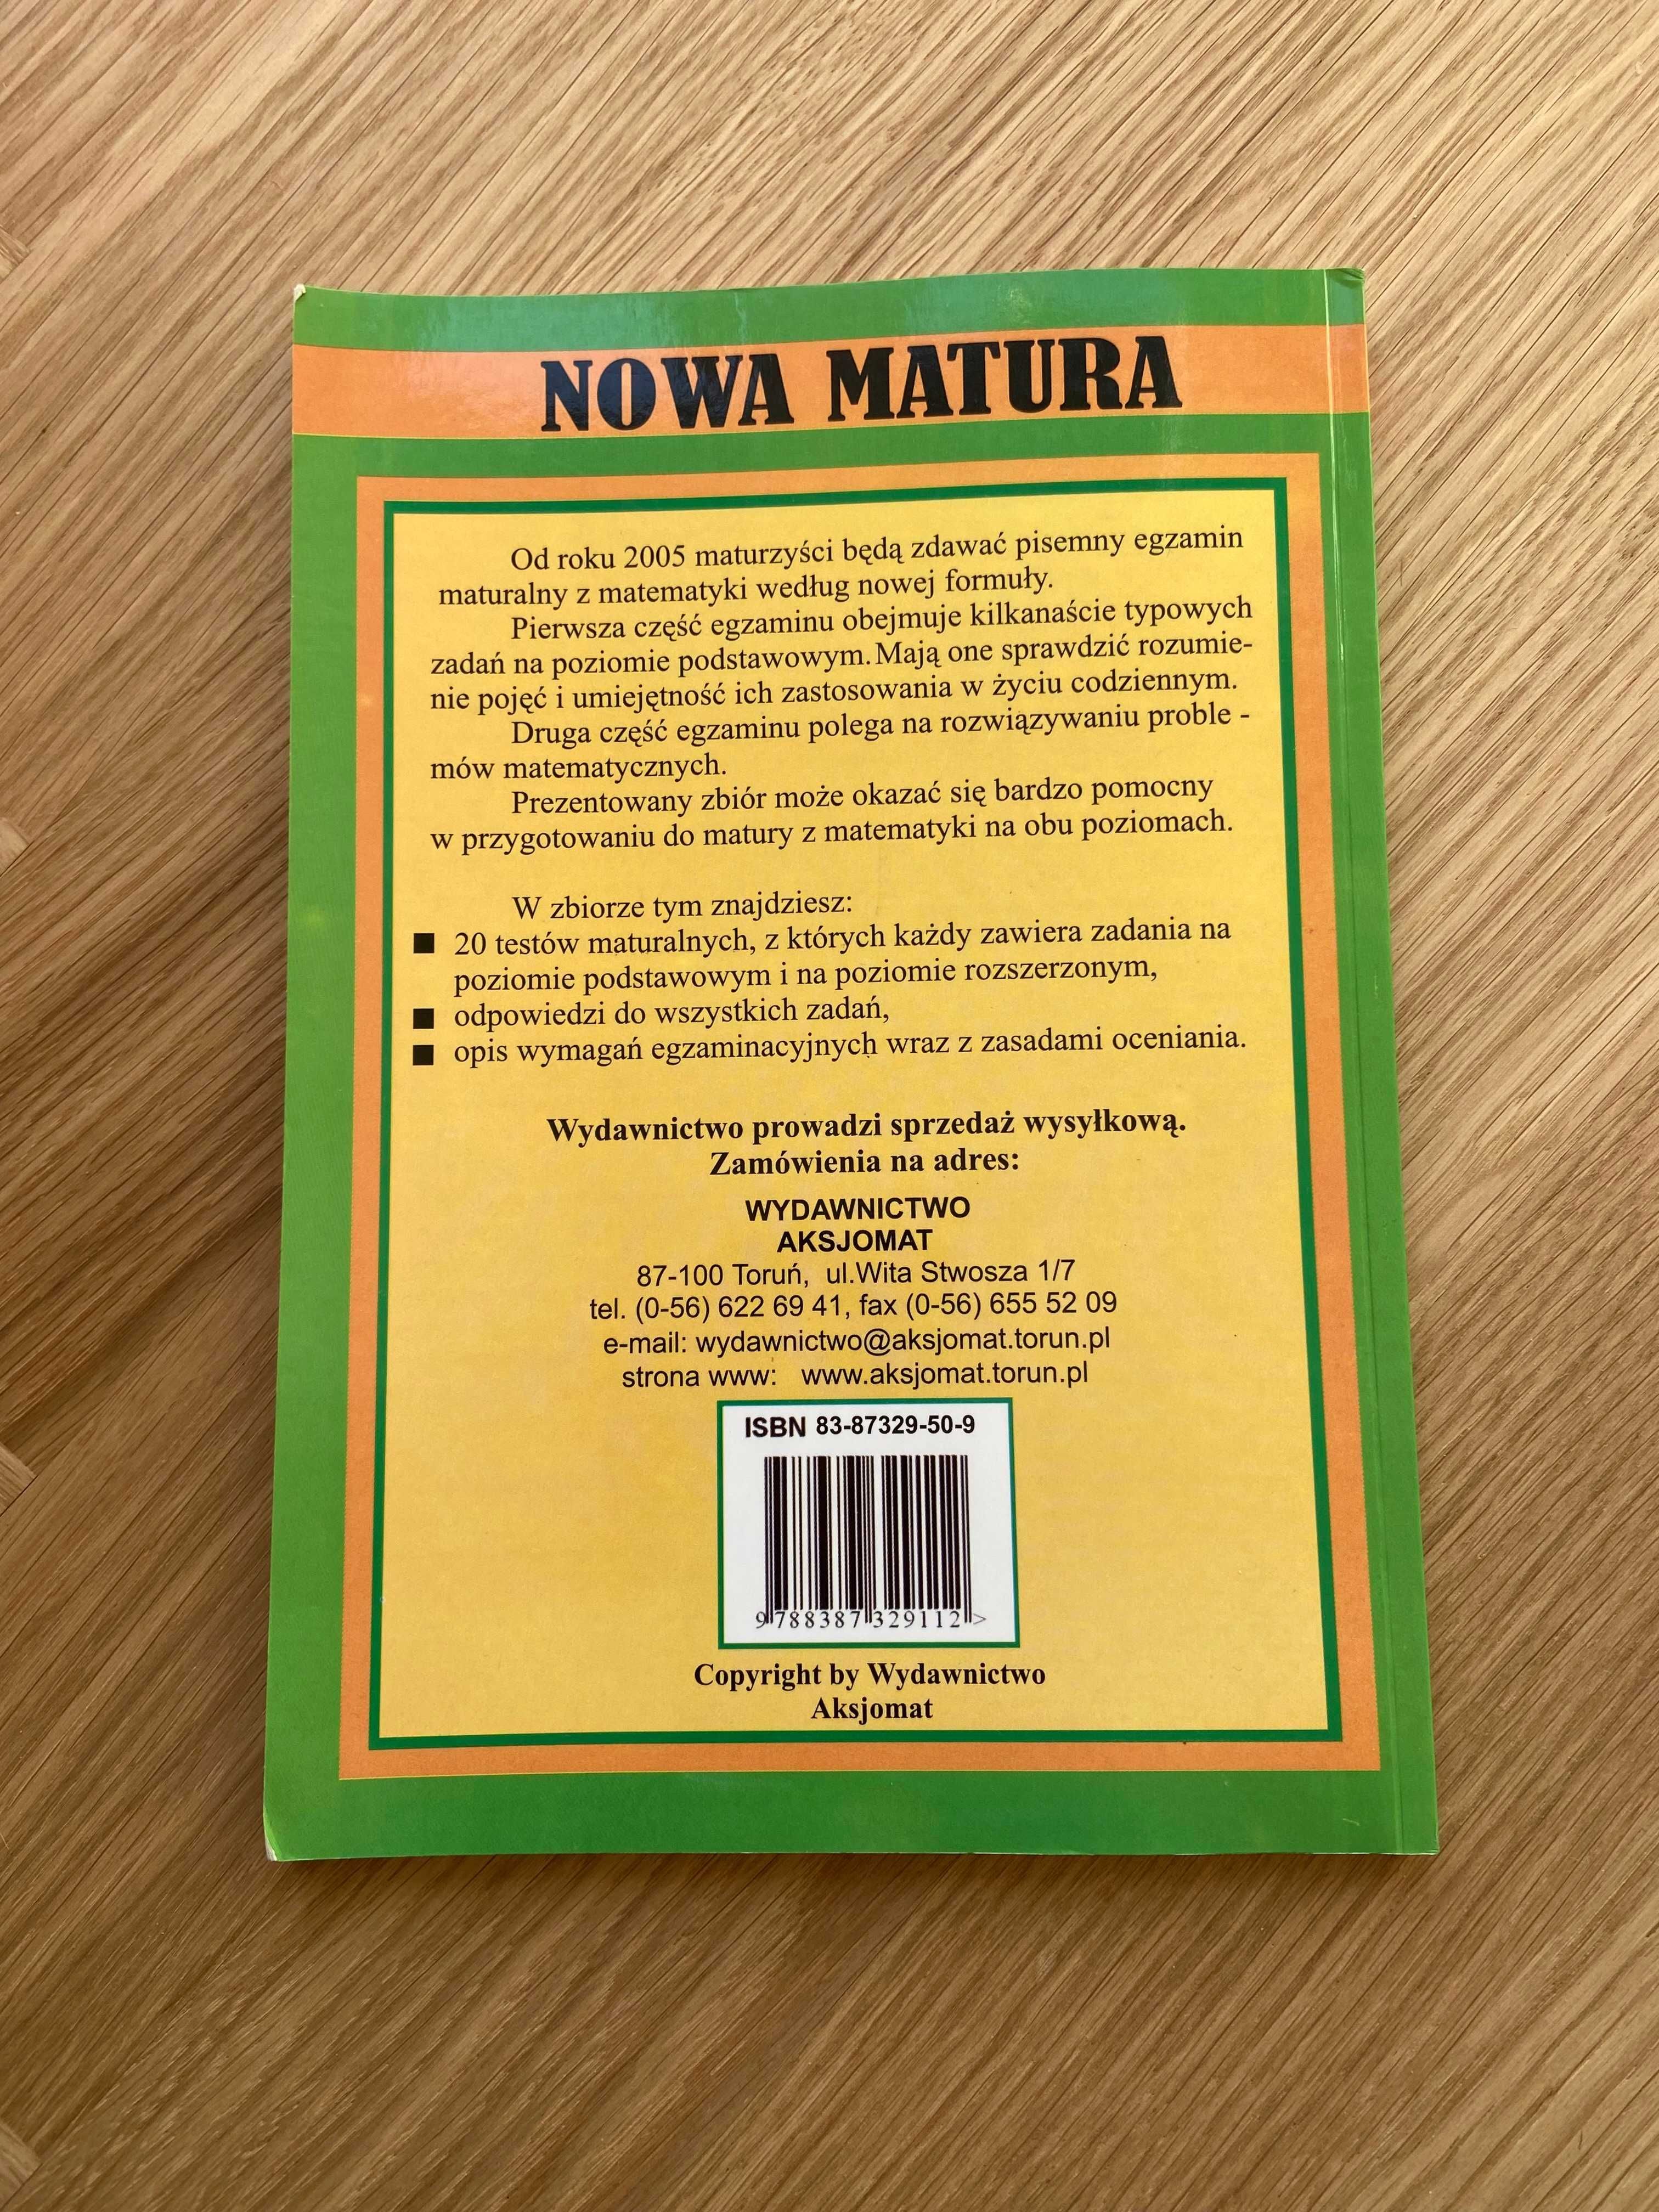 NOWA MATURA
Od roku 2005 maturzyści będą zdawać pisemny egzamin
maturalny z matematyki według nowej formuły.
Pierwsza część egzaminu obejmuje kilkanaście typowych
zadań na poziomie podstawowym. Mają one sprawdzić rozumie-
nie pojęć i umiejętność ich zastosowania w życiu codziennym.
Druga część egzaminu polega na rozwiązywaniu proble -
mów matematycznych.
Prezentowany zbiór może okazać się bardzo pomocny
w przygotowaniu do matury z matematyki na obu poziomach.
W zbiorze tym znajdziesz:
■ 20 testów maturalnych, z których każdy zawiera zadania na
poziomie podstawowym i na poziomie rozszerzonym,
■ odpowiedzi do wszystkich zadań,
■ opis wymagań egzaminacyjnych wraz z zasadami oceniania.
Wydawnictwo prowadzi sprzedaż wysyłkową.
Zamówienia na adres:
WYDAWNICTWO
AKSJOMAT
87-100 Toruń, ul.Wita Stwosza 1/7
tel. (0-56) 622 69 41, fax (0-56) 655 52 09
e-mail: wydawnictwo@aksjomat.torun.pl
strona www: www.aksjomat.torun.pl
ISBN 83-87329-50-9
9 788387 329112 >
Copyright by Wydawnictwo
Aksjomat